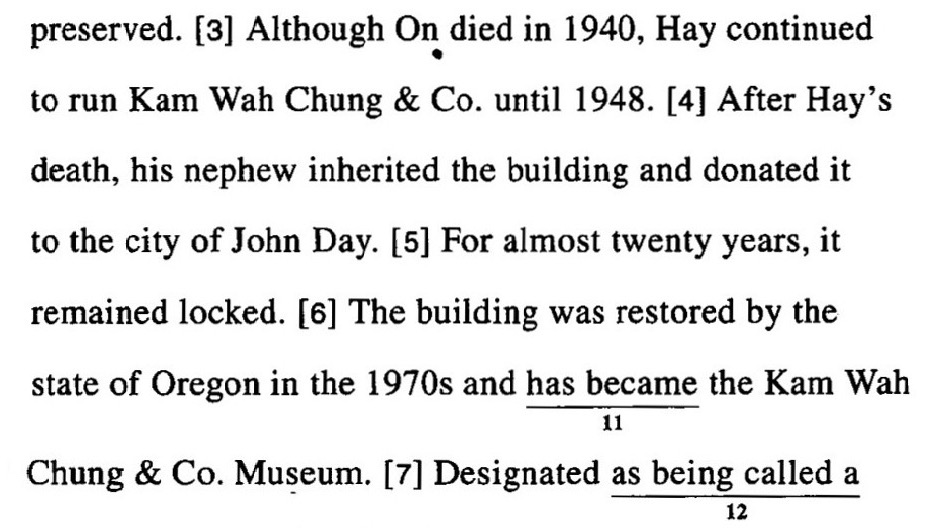 preserved. [3] Although On died in 1940, Hay continued
to run Kam Wah Chung & Co. until 1948. [4] After Hay's
death, his nephew inherited the building and donated it
to the city of John Day. [5] For almost twenty years, it
remained locked. [6] The building was restored by the
state of Oregon in the 1970s and has became the Kam Wah
11
Chung & Co. Museum. [7] Designated as being called a
12